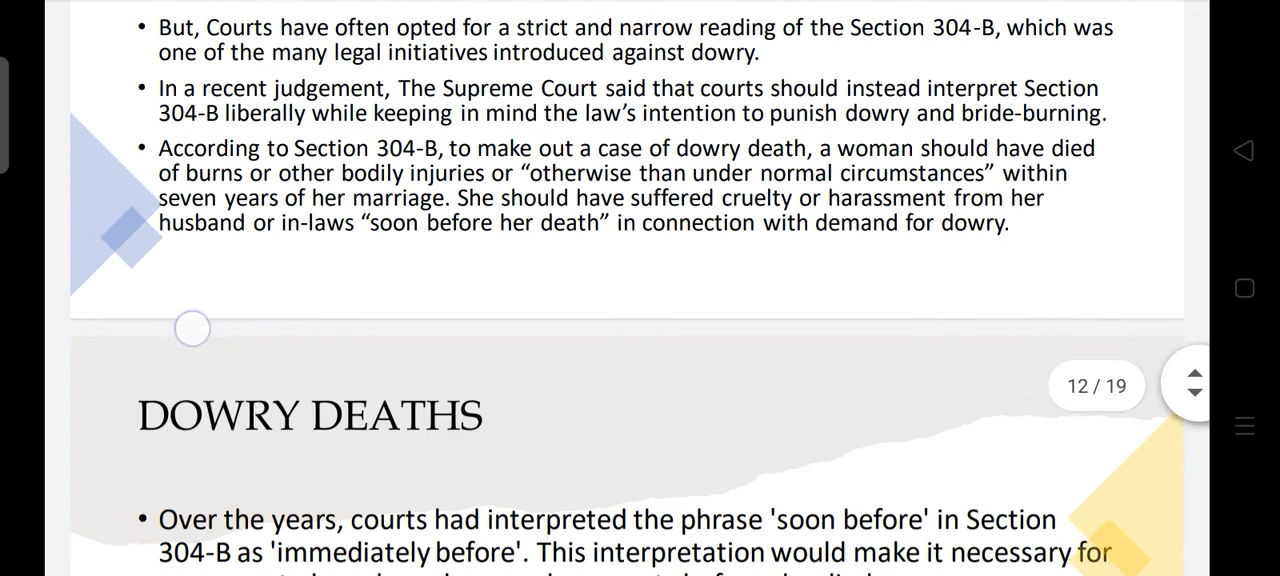 • But, Courts have often opted for a strict and narrow reading of the Section 304-B, which was
one of the many legal initiatives introduced against dowry.
• In a recent judgement, The Supreme Court said that courts should instead interpret Section
304-B liberally while keeping in mind the law's intention to punish dowry and bride-burning.
• According to Section 304-B, to make out a case of dowry death, a woman should have died
of burns or other bodily injuries or “otherwise than under normal circumstances” within
seven years of her marriage. She should have suffered cruelty or harassment from her
husband or in-laws “soon before her death” in connection with demand for dowry.
12 / 19
DOWRY DEATHS
• Over the years, courts had interpreted the phrase 'soon before' in Section
304-B as 'immediately before'. This interpretation would make it necessary for